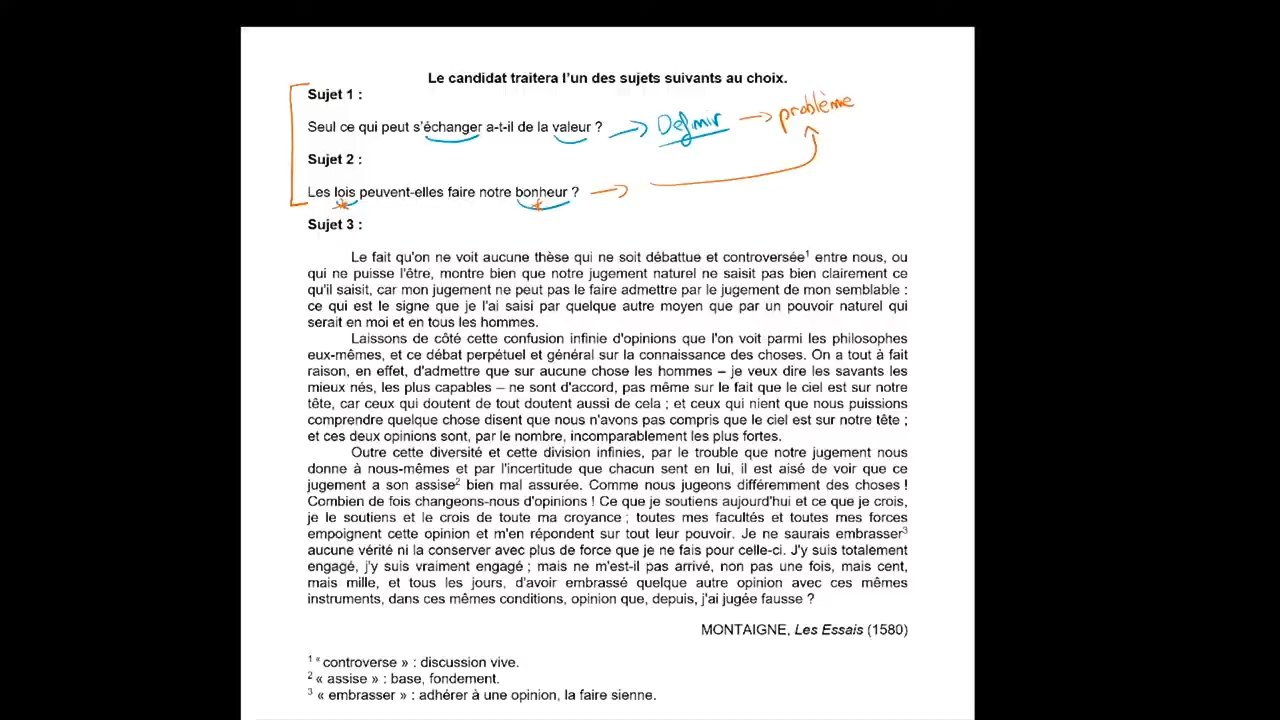 Le candidat traitera l'un des sujets suivants au choix.
Sujet 1 :
Seul ce qui peut s'échanger a-t-il de la valeur ? → Définir → problème
Sujet 2 :
Les lois peuvent-elles faire notre bonheur ? →
Sujet 3 :
Le fait qu'on ne voit aucune thèse qui ne soit débattue et controversée¹ entre nous, ou
qui ne puisse l'être, montre bien que notre jugement naturel ne saisit pas bien clairement ce
qu'il saisit, car mon jugement ne peut pas le faire admettre par le jugement de mon semblable :
ce qui est le signe que je l'ai saisi par quelque autre moyen que par un pouvoir naturel qui
serait en moi et en tous les hommes.
Laissons de côté cette confusion infinie d'opinions que l'on voit parmi les philosophes
eux-mêmes, et ce débat perpétuel et général sur la connaissance des choses. On a tout à fait
raison, en effet, d'admettre que sur aucune chose les hommes – je veux dire les savants les
mieux nés, les plus capables – ne sont d'accord, pas même sur le fait que le ciel est sur notre
tête, car ceux qui doutent de tout doutent aussi de cela ; et ceux qui nient que nous puissions
comprendre quelque chose disent que nous n'avons pas compris que le ciel est sur notre tête ;
et ces deux opinions sont, par le nombre, incomparablement les plus fortes.
Outre cette diversité et cette division infinies, par le trouble que notre jugement nous
donne à nous-mêmes et par l'incertitude que chacun sent en lui, il est aisé de voir que ce
jugement a son assise² bien mal assurée. Comme nous jugeons différemment des choses !
Combien de fois changeons-nous d'opinions ! Ce que je soutiens aujourd'hui et ce que je crois,
je le soutiens et le crois de toute ma croyance ; toutes mes facultés et toutes mes forces
empoignent cette opinion et m'en répondent sur tout leur pouvoir. Je ne saurais embrasser³
aucune vérité ni la conserver avec plus de force que je ne fais pour celle-ci. J'y suis totalement
engagé, j'y suis vraiment engagé ; mais ne m'est-il pas arrivé, non pas une fois, mais cent,
mais mille, et tous les jours, d'avoir embrassé quelque autre opinion avec ces mêmes
instruments, dans ces mêmes conditions, opinion que, depuis, j'ai jugée fausse ?
MONTAIGNE, Les Essais (1580)
¹ « controverse » : discussion vive.
² « assise » : base, fondement.
³ « embrasser » : adhérer à une opinion, la faire sienne.